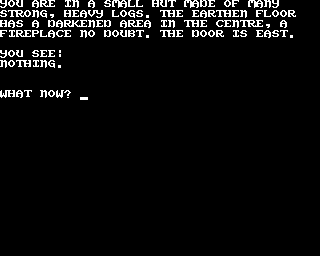 YOU ARE IN A SMALL HUT MADE OF MANY
STRONG, HEAVY LOGS. THE EARTHEN FLOOR
HAS A DARKENED AREA IN THE CENTRE, A
FIREPLACE NO DOUBT. THE DOOR IS EAST.
YOU SEE:
NOTHING.
WHAT NOW? _